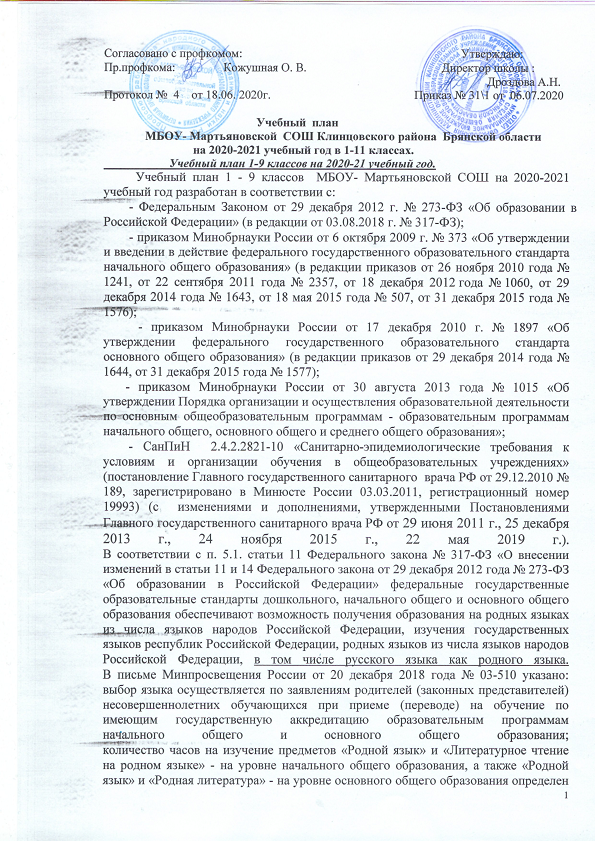 Согласовано с профкомом: Утверждаю:
Пр.профкома: Кожушная О. В. Директор школы :
Дроздова А.Н.
Протокол № 4 от 18.06. 2020г. Приказ № 31 от 06.07.2020
Учебный план
МБОУ- Мартьяновской СОШ Клинцовского района Брянской области
на 2020-2021 учебный год в 1-11 классах.
Учебный план 1-9 классов на 2020-21 учебный год.
Учебный план 1 - 9 классов МБОУ- Мартьяновской СОШ на 2020-2021
учебный год разработан в соответствии с:
- Федеральным Законом от 29 декабря 2012 г. № 273-ФЗ «Об образовании в
Российской Федерации» (в редакции от 03.08.2018 г. № 317-ФЗ);
- приказом Минобрнауки России от 6 октября 2009 г. № 373 «Об утверждении
и введении в действие федерального государственного образовательного стандарта
начального общего образования» (в редакции приказов от 26 ноября 2010 года №
1241, от 22 сентября 2011 года № 2357, от 18 декабря 2012 года № 1060, от 29
декабря 2014 года № 1643, от 18 мая 2015 года № 507, от 31 декабря 2015 года №
1576);
- приказом Минобрнауки России от 17 декабря 2010 г. № 1897 «Об
утверждении федерального государственного образовательного стандарта
основного общего образования» (в редакции приказов от 29 декабря 2014 года №
1644, от 31 декабря 2015 года № 1577);
- приказом Минобрнауки России от 30 августа 2013 года № 1015 «Об
утверждении Порядка организации и осуществления образовательной деятельности
по основным общеобразовательным программам - образовательным программам
начального общего, основного общего и среднего общего образования»;
- СанПиН 2.4.2.2821-10 «Санитарно-эпидемиологические требования к
условиям и организации обучения в общеобразовательных учреждениях»
(постановление Главного государственного санитарного врача РФ от 29.12.2010 №
189, зарегистрировано в Минюсте России 03.03.2011, регистрационный номер
19993) (с изменениями и дополнениями, утвержденными Постановлениями
Главного государственного санитарного врача РФ от 29 июня 2011 г., 25 декабря
2013 г., 24 ноября 2015 г., 22 мая 2019 г.).
В соответствии с п. 5.1. статьи 11 Федерального закона № 317-ФЗ «О внесении
изменений в статьи 11 и 14 Федерального закона от 29 декабря 2012 года № 273-ФЗ
«Об образовании в Российской Федерации» федеральные государственные
образовательные стандарты дошкольного, начального общего и основного общего
образования обеспечивают возможность получения образования на родных языках
из числа языков народов Российской Федерации, изучения государственных
языков республик Российской Федерации, родных языков из числа языков народов
Российской Федерации, в том числе русского языка как родного языка.
В письме Минпросвещения России от 20 декабря 2018 года № 03-510 указано:
выбор языка осуществляется по заявлениям родителей (законных представителей)
несовершеннолетних обучающихся при приеме (переводе) на обучение по
имеющим государственную аккредитацию образовательным программам
начального общего и основного общего образования;
количество часов на изучение предметов «Родной язык» и «Литературное чтение
на родном языке» - на уровне начального общего образования, а также «Родной
язык» и «Родная литература» - на уровне основного общего образования определен
1